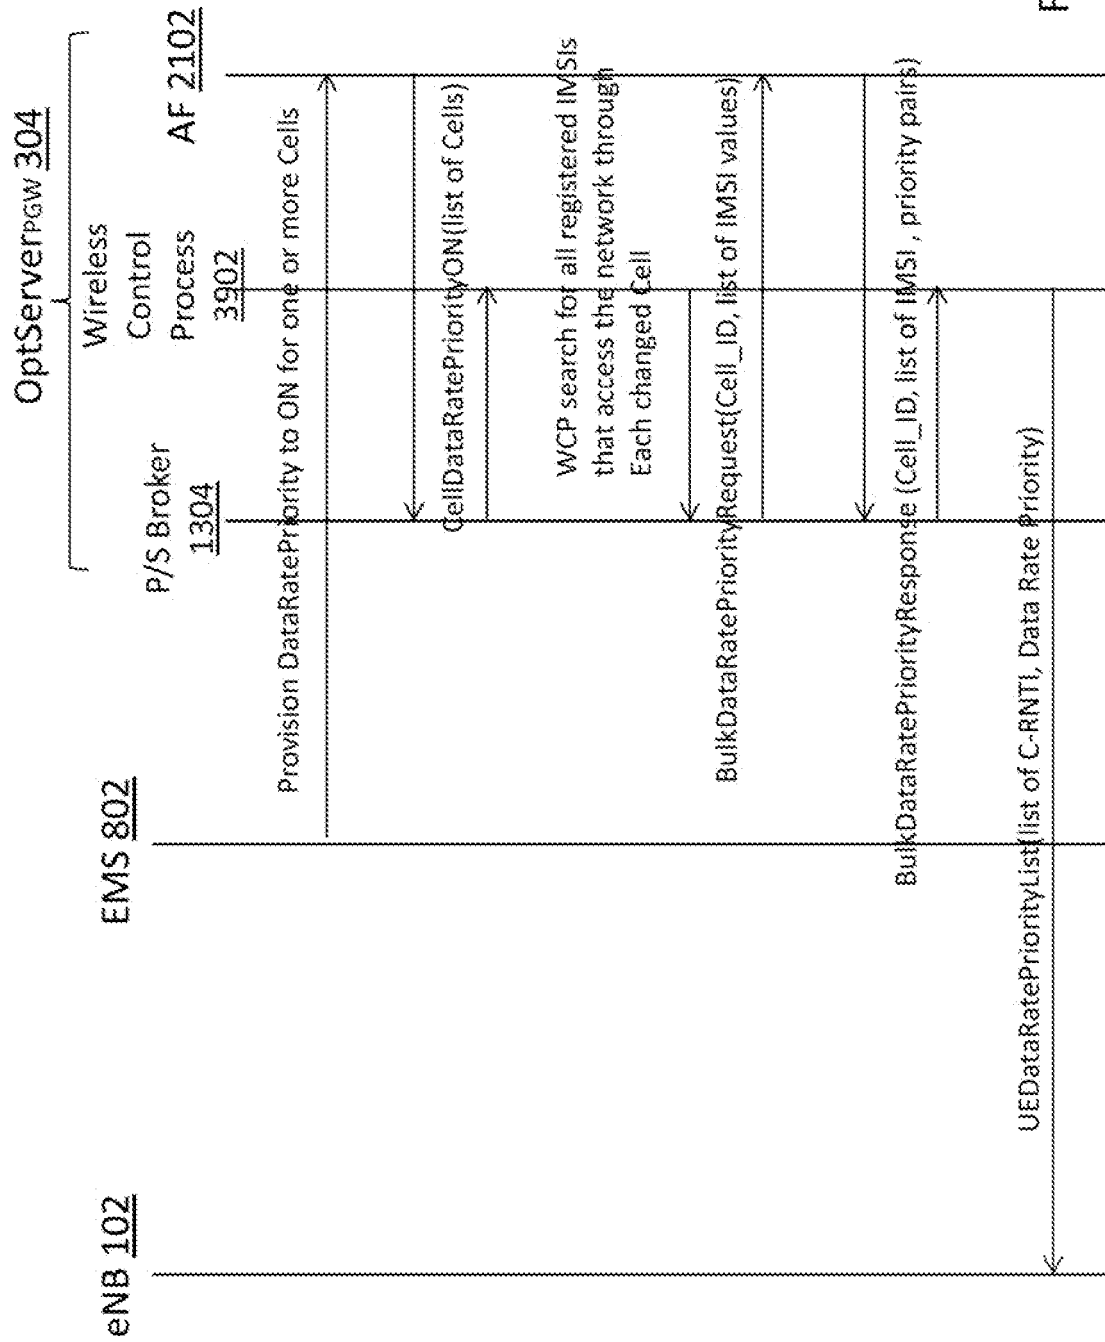 OptServerPGW 304
eNB 102
EMS 802
P/S Broker
1304
Wireless
Control
Process
3902
AF 2102
Provision DataRatePriority to ON for one or more Cells
CellDataRatePriorityON(list of Cells)
WCP search for all registered IMSIs
that access the network through
Each changed Cell
BulkDataRatePriorityRequest(Cell_ID, list of IMSI values)
BulkDataRatePriorityResponse (Cell_ID, list of IMSI , priority pairs)
UEDataRatePriorityList(list of C-RNTI, Data Rate Priority)